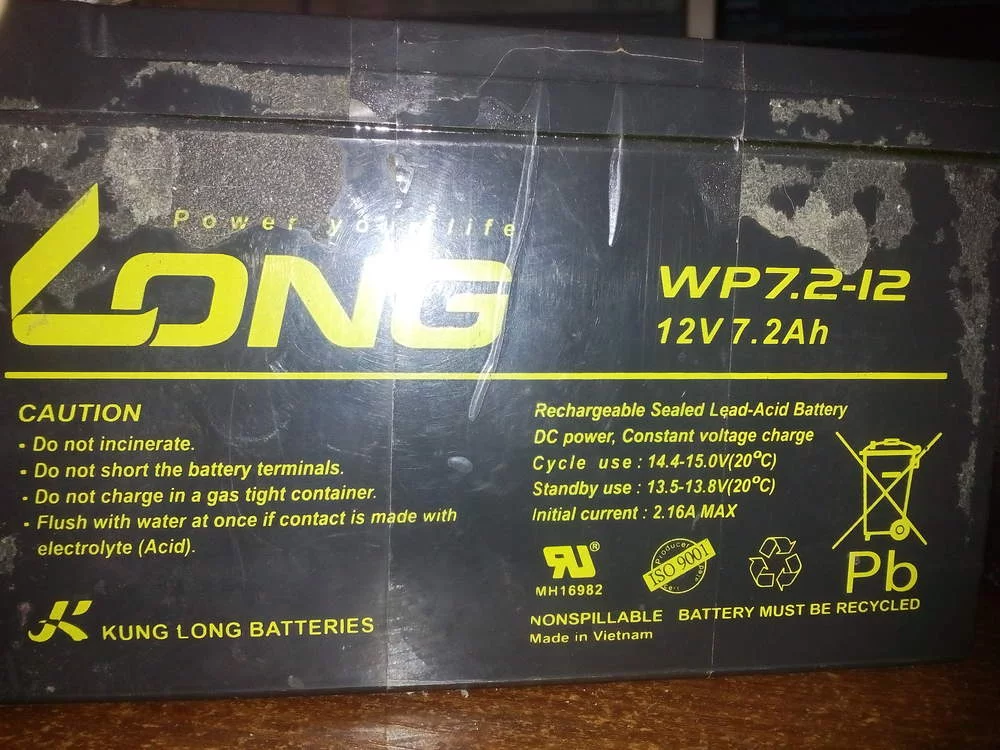 Power your life
LONG
WP7.2-12
12V 7.2Ah
CAUTION
• Do not incinerate.
• Do not short the battery terminals.
• Do not charge in a gas tight container.
• Flush with water at once if contact is made with
electrolyte (Acid).
KUNG LONG BATTERIES
Rechargeable Sealed Lead-Acid Battery
DC power, Constant voltage charge
Cycle use : 14.4-15.0V(20°C)
Standby use : 13.5-13.8V(20°C)
Initial current : 2.16A MAX
RU®
MH16982
Producer
ISO 9001
Pb
NONSPILLABLE BATTERY MUST BE RECYCLED
Made in Vietnam